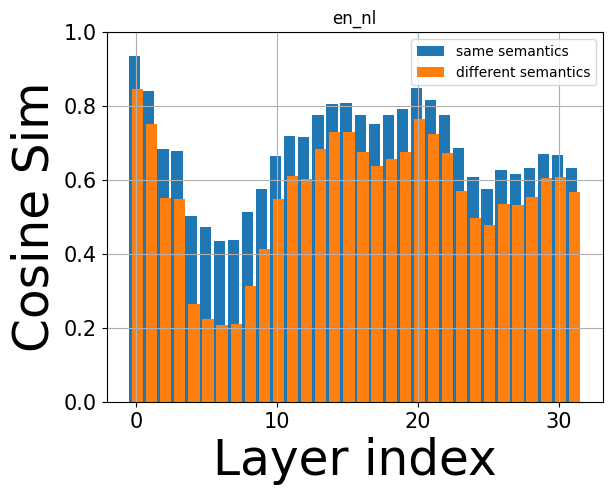 en_nl
same semantics
different semantics
Cosine Sim
1.0
0.8
0.6
0.4
0.2
0.0
0 10 20 30
Layer index